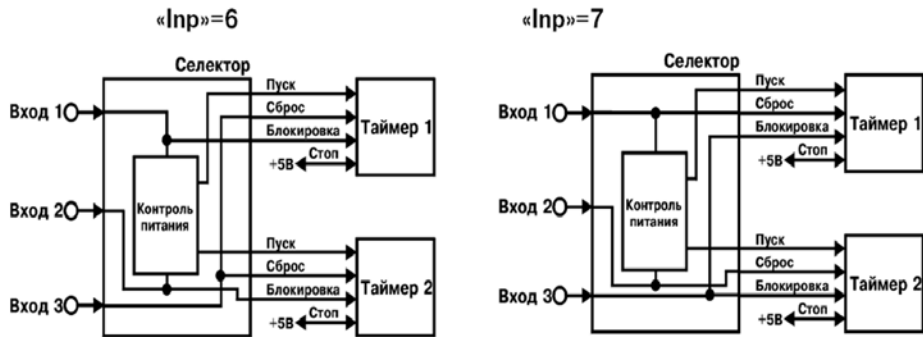 «Inp»=6
Селектор
Вход 1
Вход 2
Вход 3
Контроль
питания
Пуск
Сброс
Блокировка
+5В
Стоп
Таймер 1
Пуск
Сброс
Блокировка
+5В
Стоп
Таймер 2
«Inp»=7
Селектор
Вход 1
Вход 2
Вход 3
Контроль
питания
Пуск
Сброс
Блокировка
+5В
Стоп
Таймер 1
Пуск
Сброс
Блокировка
+5В
Стоп
Таймер 2